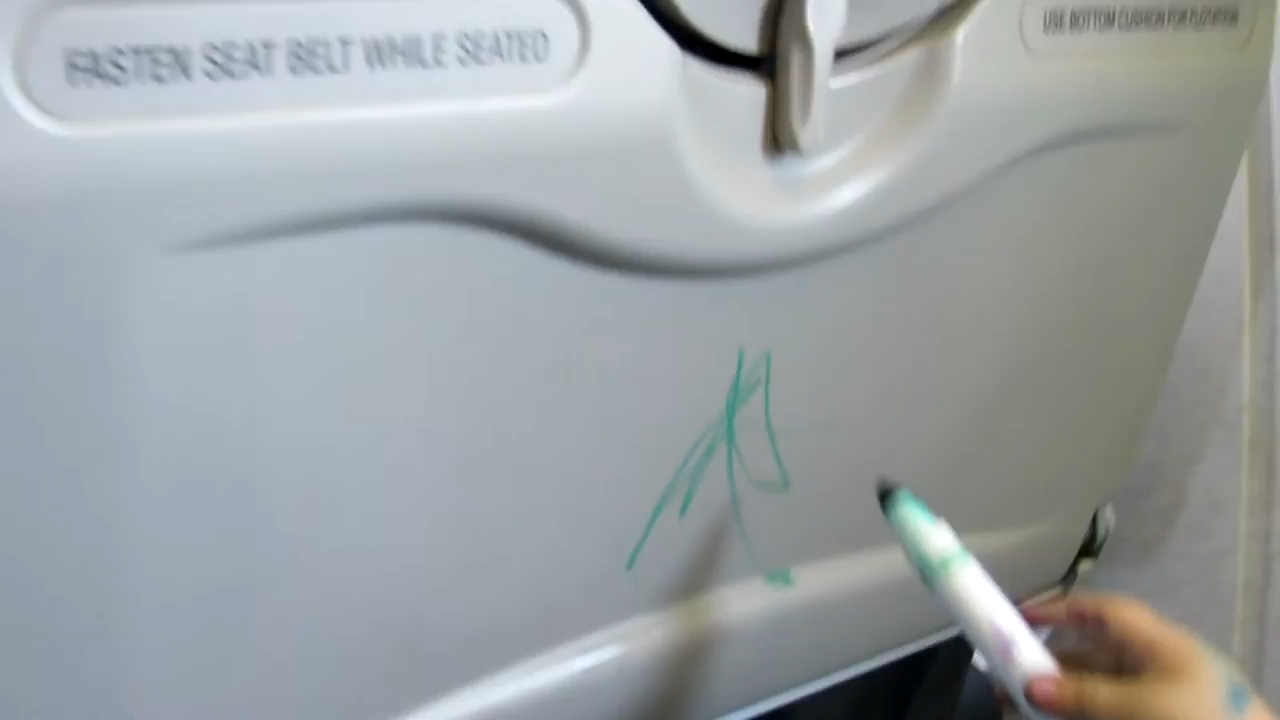 FASTEN SEAT BELT WHILE SEATED
USE BOTTOM CUSHION FOR FLOTATION